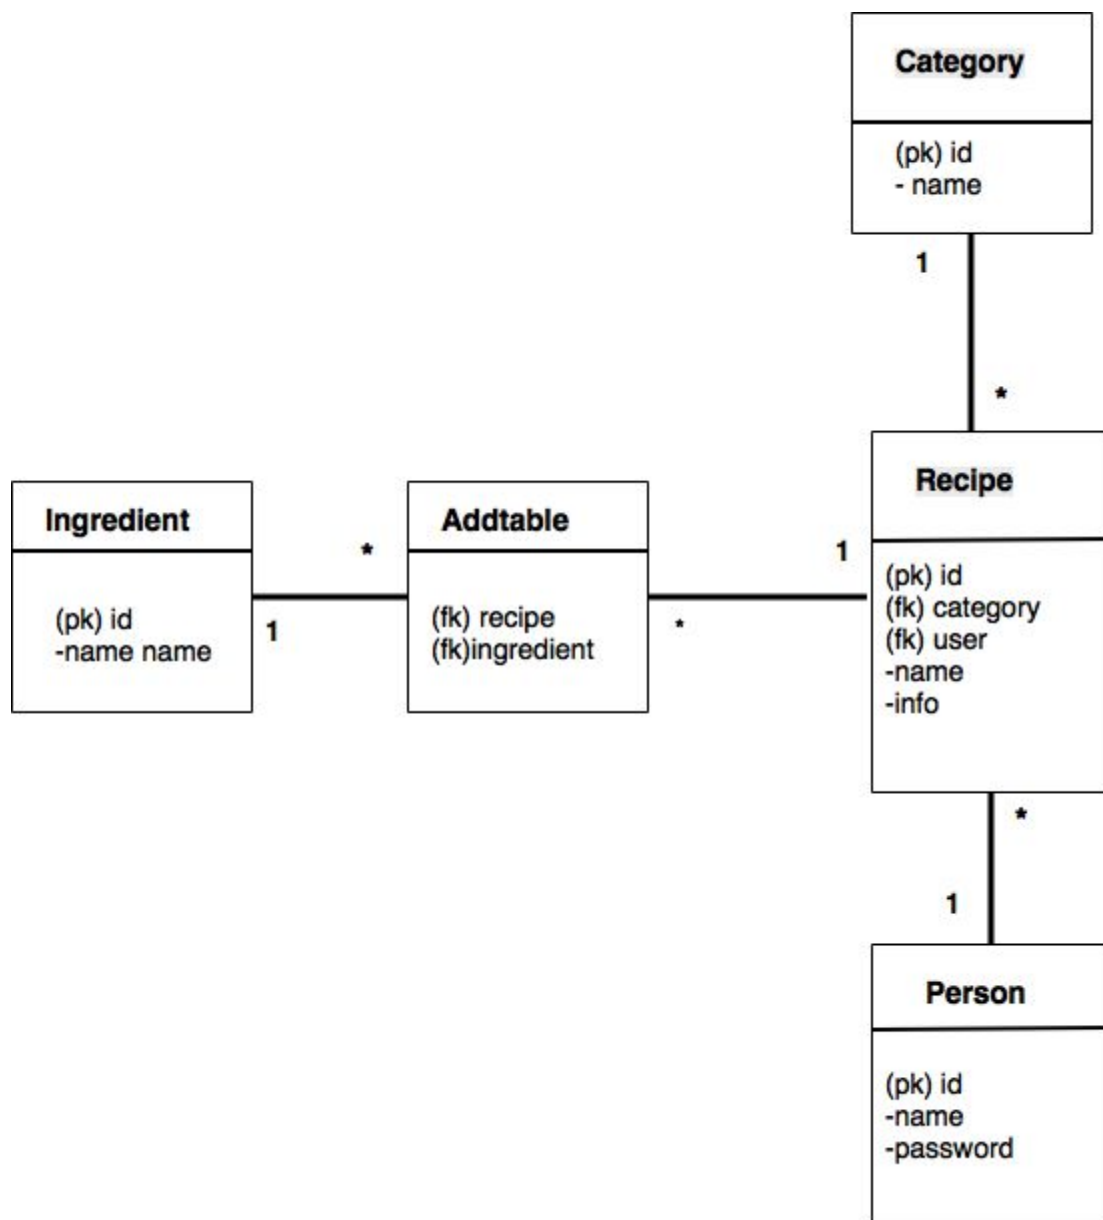 Category
(pk) id
- name
1
*
Recipe
(pk) id
(fk) category
(fk) user
-name
-info
Ingredient
(pk) id
-name name
1
*
Addtable
(fk) recipe
(fk)ingredient
*
1
*
1
Person
(pk) id
-name
-password